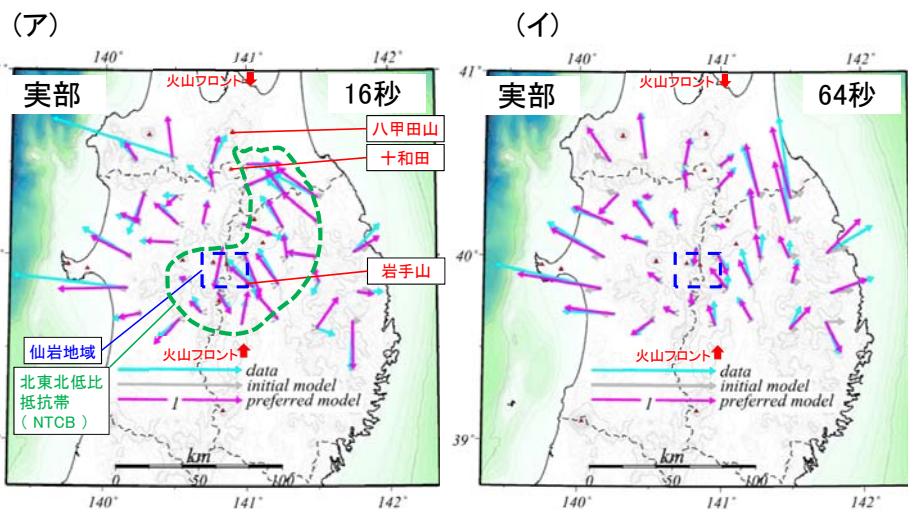 (ア)
(イ)
140°
141°
142°
140°
141°
142°
41°
41°
実部
火山フロント
16秒
実部
火山フロント
64秒
八甲田山
十和田
40°
40°
岩手山
仙岩地域
火山フロント
火山フロント
北東北低比
抵抗帯
(NTCB)
data
initial model
1 preferred model
data
initial model
1 preferred model
39°
39°
km
0 50 100
km
0 50 100
140°
141°
142°
140°
141°
142°